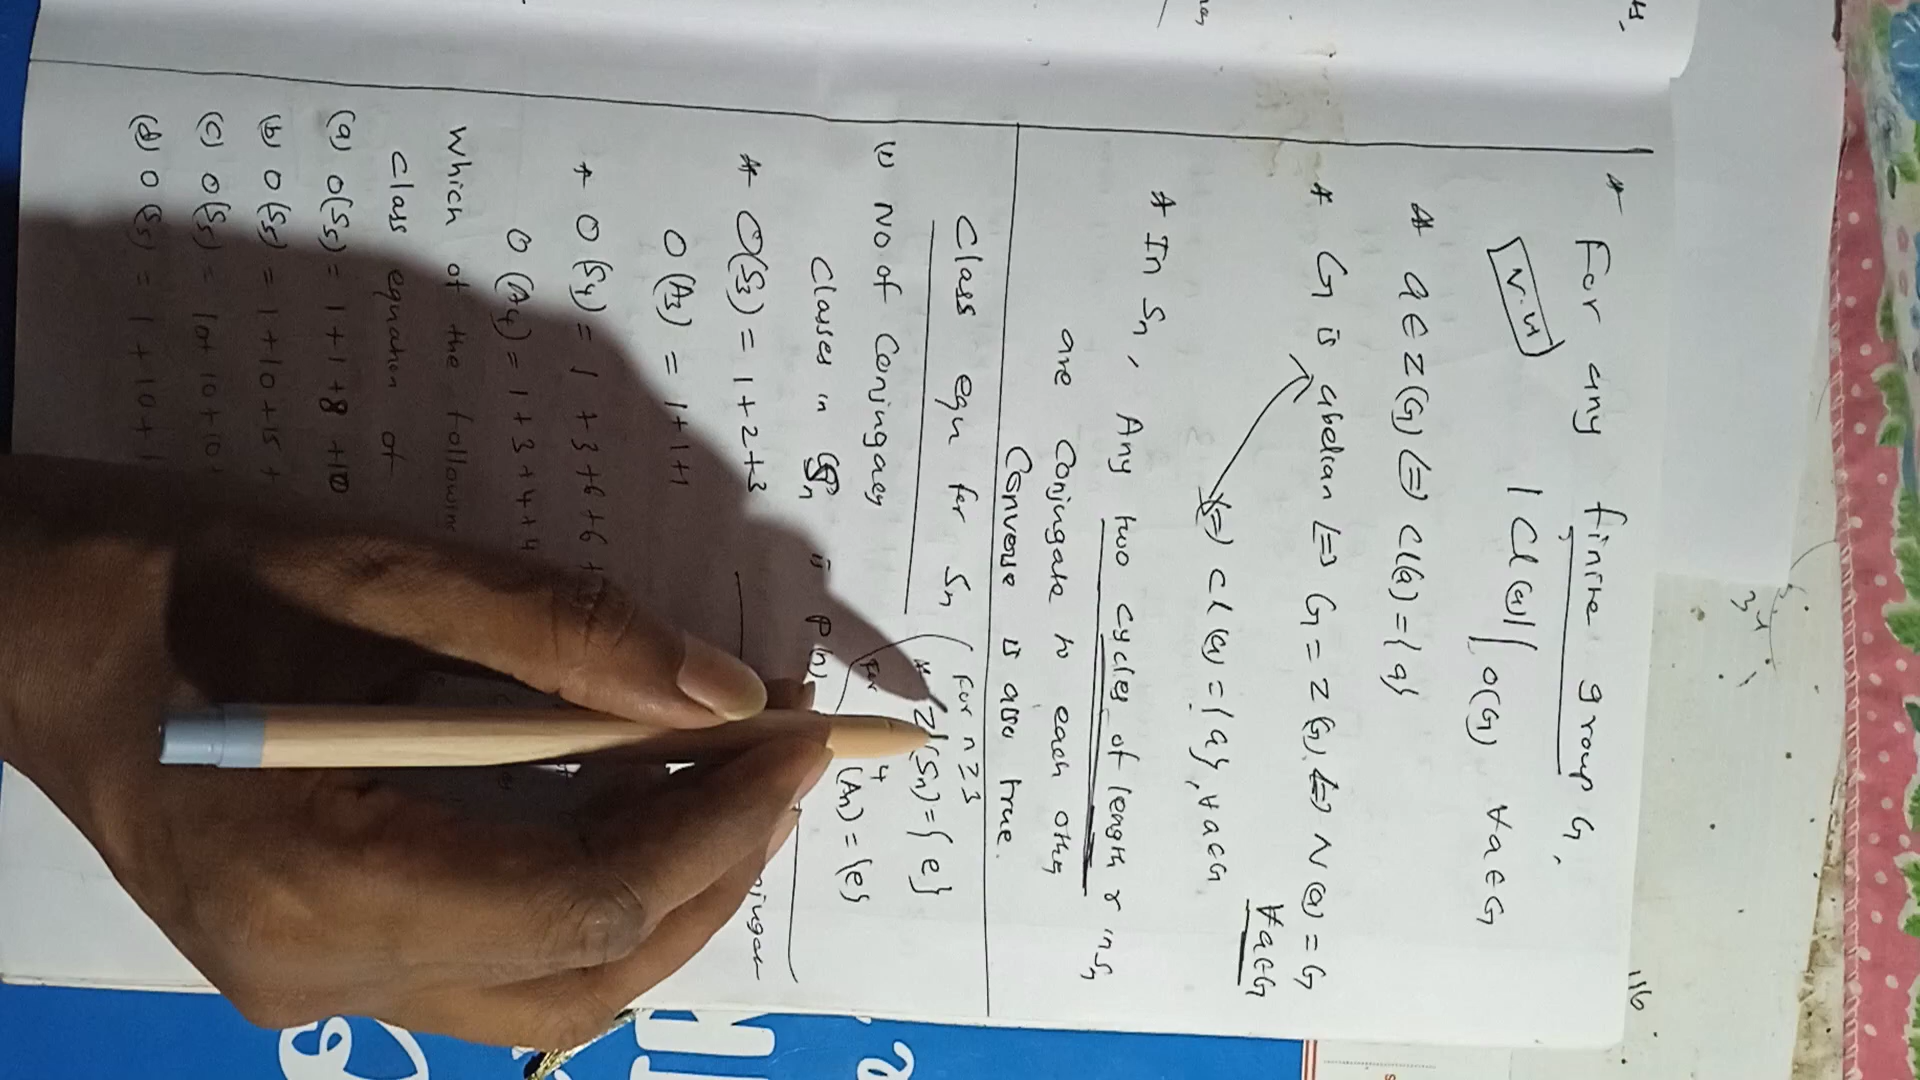 116
* For any finite group G,
N.W | Cl(a) | O(G) ∀a∈G
* a∈Z(G) ⇔ Cl(a)={a}
* G is abelian ⇔ G=Z(G) ⇔ N(a)=G ∀a∈G
⇔ Cl(a)={a}, ∀a∈G
* In Sn, Any two cycles of length r in Sn
are conjugate to each other
Converse is also true.
Class equn for Sn (for n≥3
* Z(Sn)={e}
(1) No of Conjugacy
(An)={e}
Classes in Sn is P(n)
* O(S3) = 1+2+3
O(A3) = 1+1+1
* O(S4) = 1+3+6+6+
O(A4) = 1+3+4+4
Which of the following
class equation of
(a) O(S5) = 1+1+8+10
(b) O(S5) = 1+10+15+
(c) O(S5) = 10+10+10+
(d) O(S5) = 1+10+1